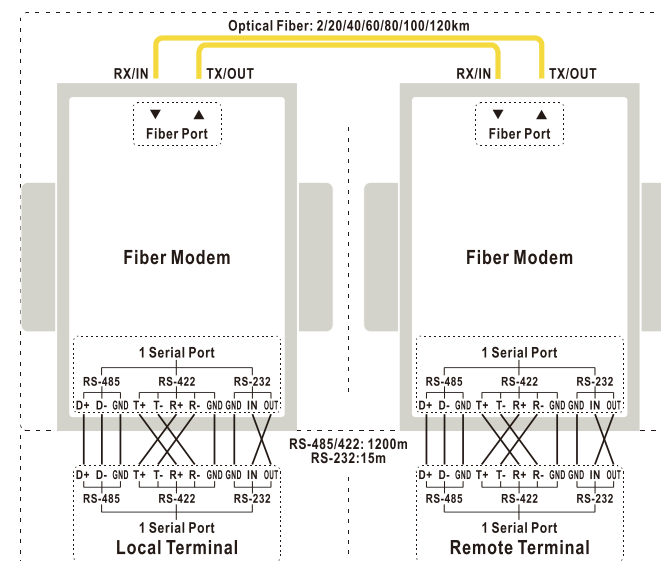 Optical Fiber: 2/20/40/60/80/100/120km
RX/IN TX/OUT RX/IN TX/OUT
Fiber Port Fiber Port
Fiber Modem Fiber Modem
1 Serial Port 1 Serial Port
RS-485 RS-422 RS-232 RS-485 RS-422 RS-232
D+ D- GND T+ T- R+ R- GND GND IN OUT D+ D- GND T+ T- R+ R- GND GND IN OUT
RS-485/422: 1200m
RS-232:15m
D+ D- GND T+ T- R+ R- GND GND IN OUT D+ D- GND T+ T- R+ R- GND GND IN OUT
RS-485 RS-422 RS-232 RS-485 RS-422 RS-232
1 Serial Port 1 Serial Port
Local Terminal Remote Terminal